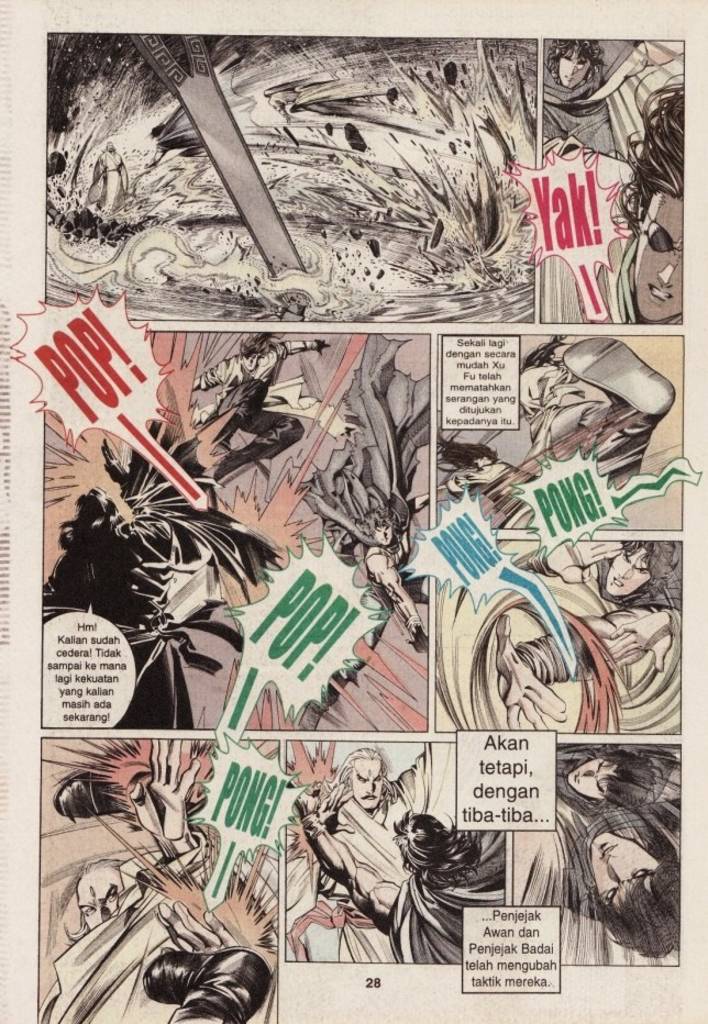 Yak!
POP!
Sekali lagi
dengan secara
mudah Xu
Fu telah
mematahkan
serangan yang
ditujukan
kepadanya itu.
PONG!
PONG!
POP!
Hm!
Kalian sudah
cedera! Tidak
sampai ke mana
lagi kekuatan
yang kalian
masih ada
sekarang!
PONG!
Akan
tetapi,
dengan
tiba-tiba...
...Penjejak
Awan dan
Penjejak Badai
telah mengubah
taktik mereka.
28